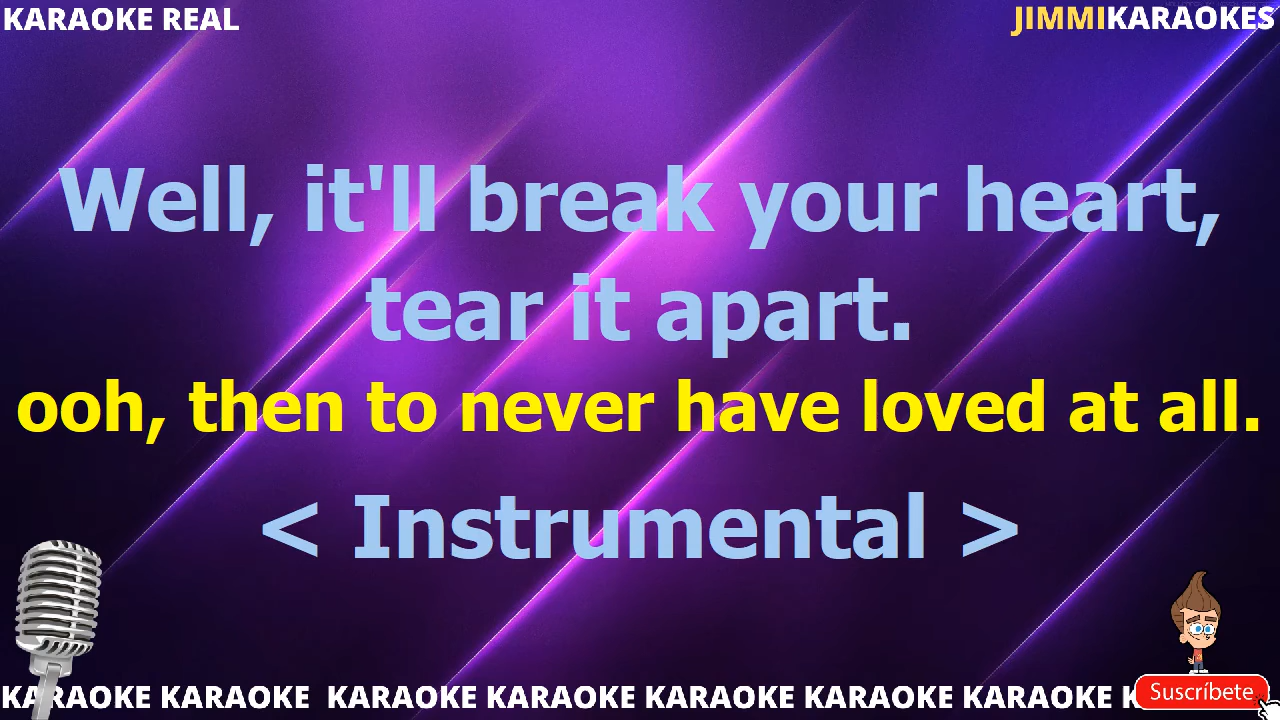 KARAOKE REAL
JIMMIKARAOKES
Well, it'll break your heart,
tear it apart.
ooh, then to never have loved at all.
< Instrumental >
KARAOKE KARAOKE KARAOKE KARAOKE KARAOKE KARAOKE KARAOKE K
Suscríbete